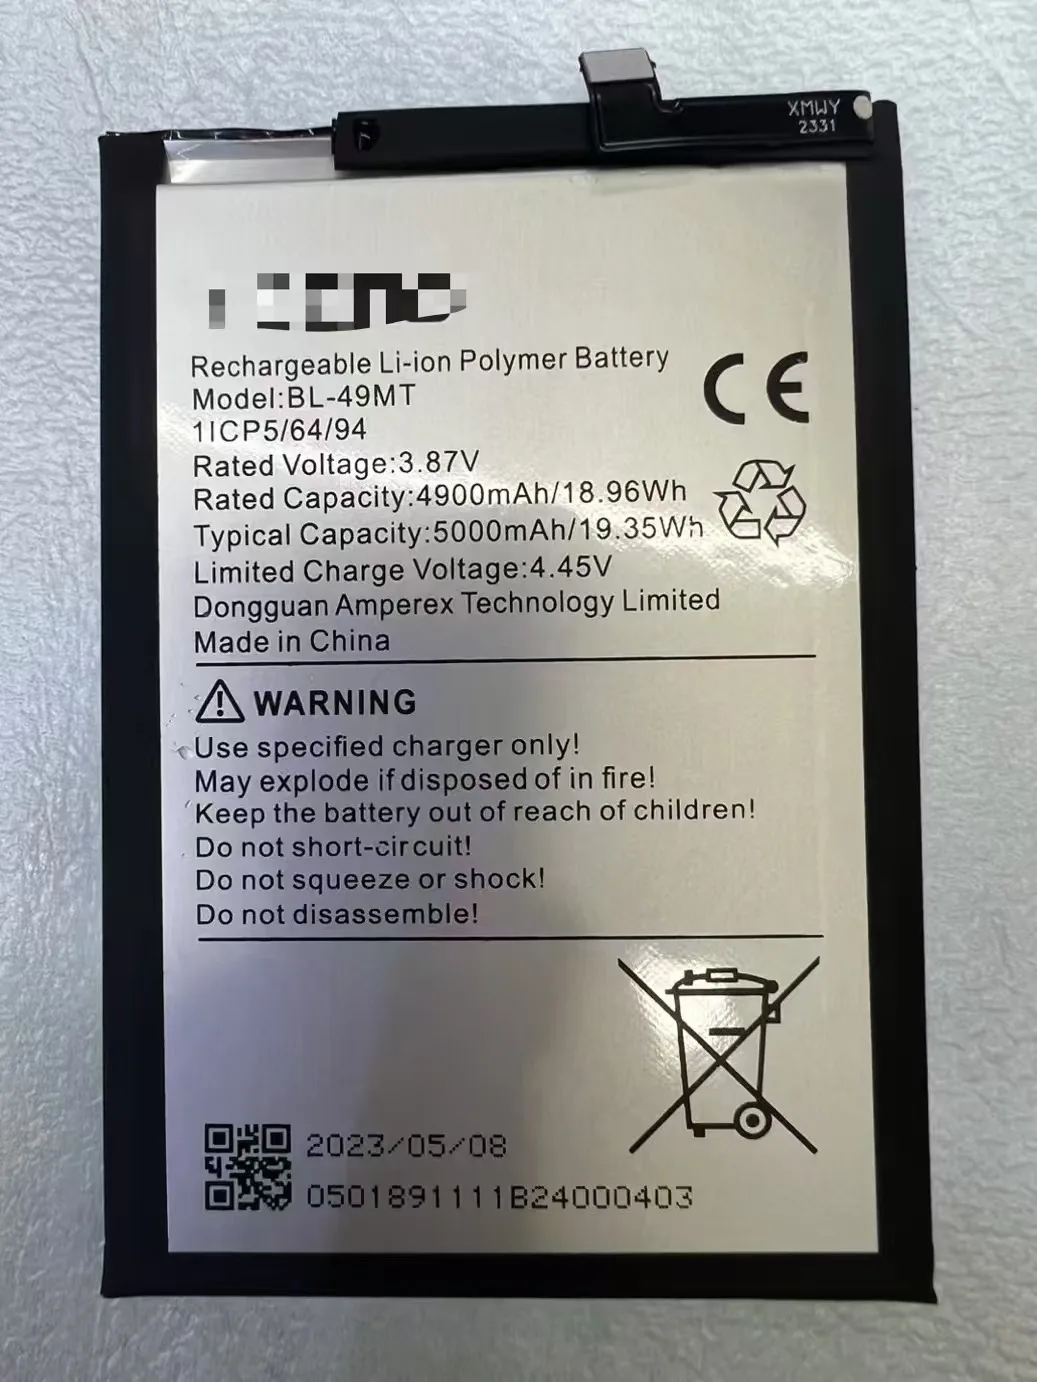 XMWY
2331
Rechargeable Li-ion Polymer Battery
Model:BL-49MT
1ICP5/64/94
Rated Voltage:3.87V
Rated Capacity:4900mAh/18.96Wh
Typical Capacity:5000mAh/19.35Wh
Limited Charge Voltage:4.45V
Dongguan Amperex Technology Limited
Made in China
CE
WARNING
Use specified charger only!
May explode if disposed of in fire!
Keep the battery out of reach of children!
Do not short-circuit!
Do not squeeze or shock!
Do not disassemble!
2023/05/08
0501891111B24000403